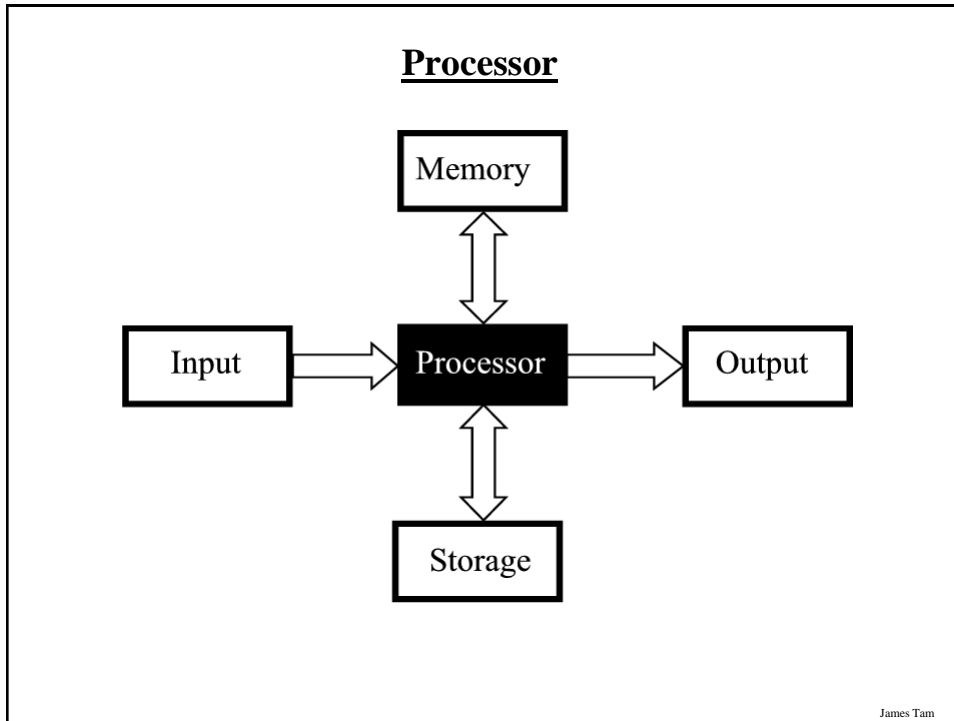 Processor
Memory
Input
Processor
Output
Storage
James Tam